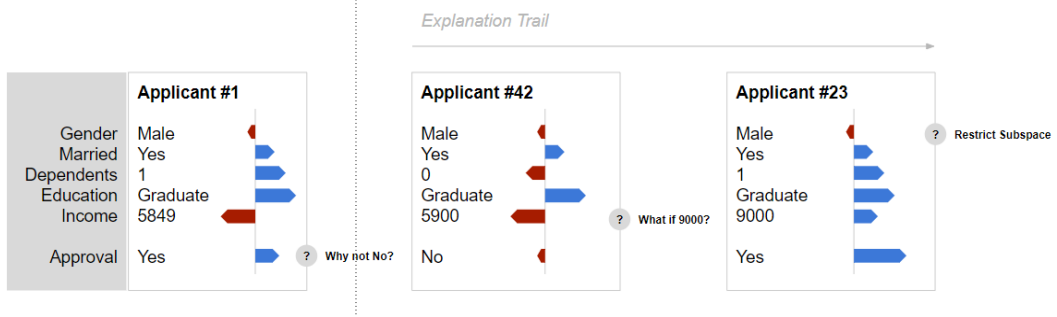 Explanation Trail
Applicant #1
Applicant #42
Applicant #23
Gender Male Male Male ? Restrict Subspace
Married Yes Yes Yes
Dependents 1 0 1
Education Graduate Graduate Graduate
Income 5849 5900 ? What if 9000? 9000
Approval Yes ? Why not No? No Yes